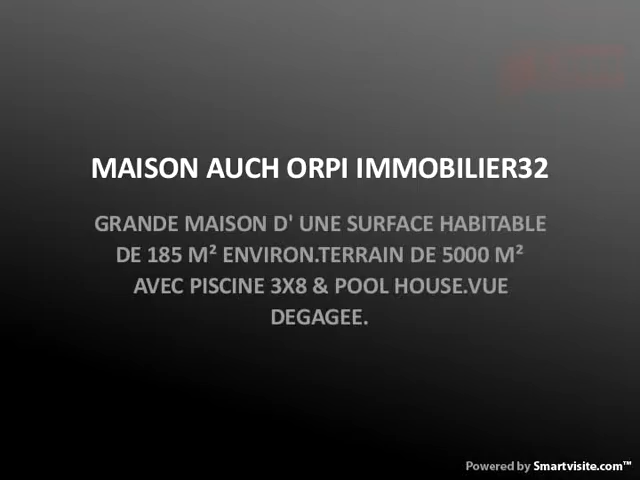 MAISON AUCH ORPI IMMOBILIER32
GRANDE MAISON D' UNE SURFACE HABITABLE
DE 185 M² ENVIRON.TERRAIN DE 5000 M²
AVEC PISCINE 3X8 & POOL HOUSE.VUE
DEGAGEE.
Powered by Smartvisite.com™